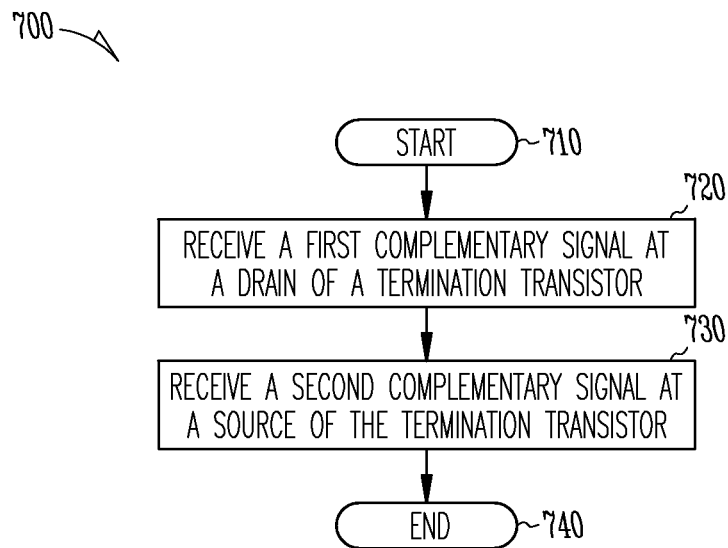 700
START
710
720
RECEIVE A FIRST COMPLEMENTARY SIGNAL AT
A DRAIN OF A TERMINATION TRANSISTOR
730
RECEIVE A SECOND COMPLEMENTARY SIGNAL AT
A SOURCE OF THE TERMINATION TRANSISTOR
END
740